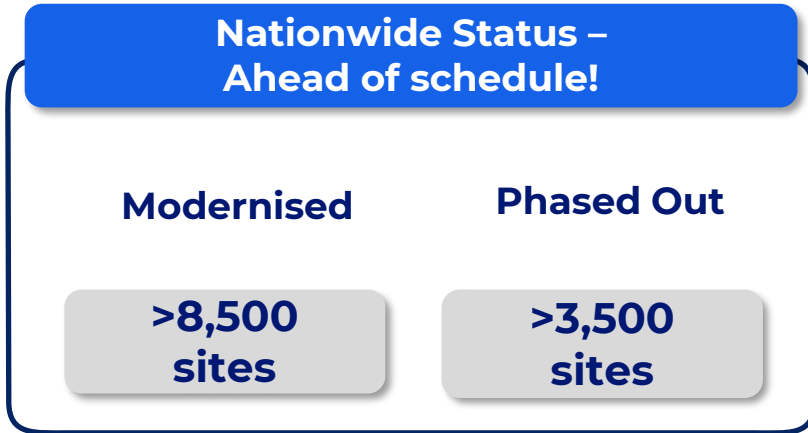 Nationwide Status –
Ahead of schedule!
Modernised
Phased Out
>8,500
sites
>3,500
sites